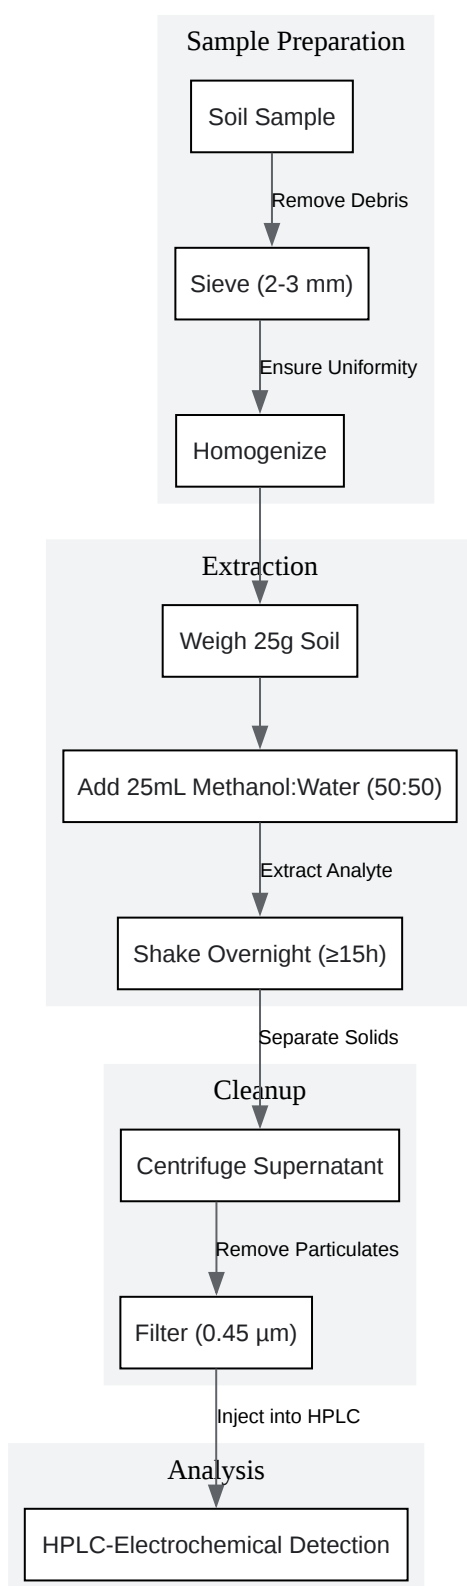 Sample Preparation
Soil Sample
Remove Debris
Sieve (2-3 mm)
Ensure Uniformity
Homogenize
Extraction
Weigh 25g Soil
Add 25mL Methanol:Water (50:50)
Extract Analyte
Shake Overnight (≥15h)
Separate Solids
Cleanup
Centrifuge Supernatant
Remove Particulates
Filter (0.45 µm)
Inject into HPLC
Analysis
HPLC-Electrochemical Detection